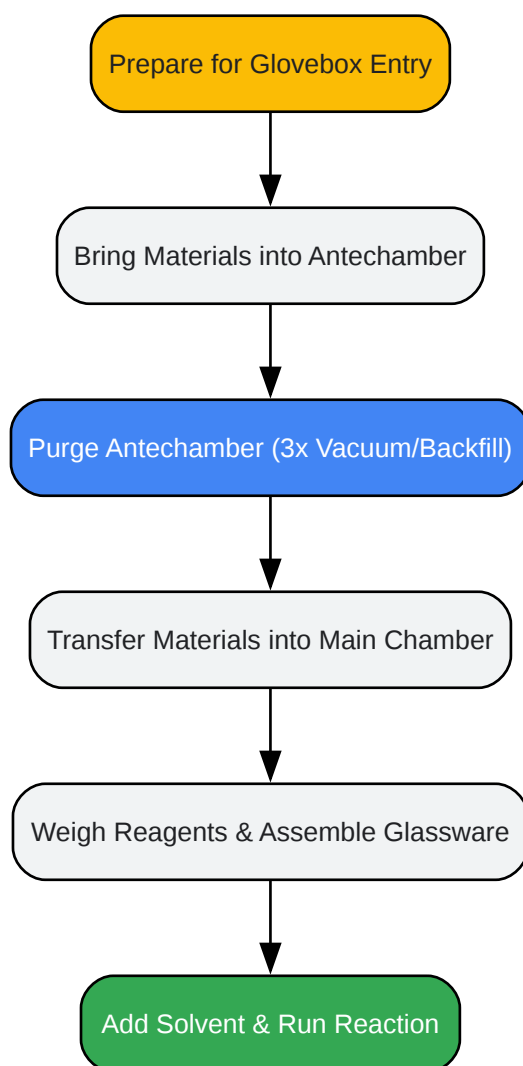 Prepare for Glovebox Entry
Bring Materials into Antechamber
Purge Antechamber (3x Vacuum/Backfill)
Transfer Materials into Main Chamber
Weigh Reagents & Assemble Glassware
Add Solvent & Run Reaction